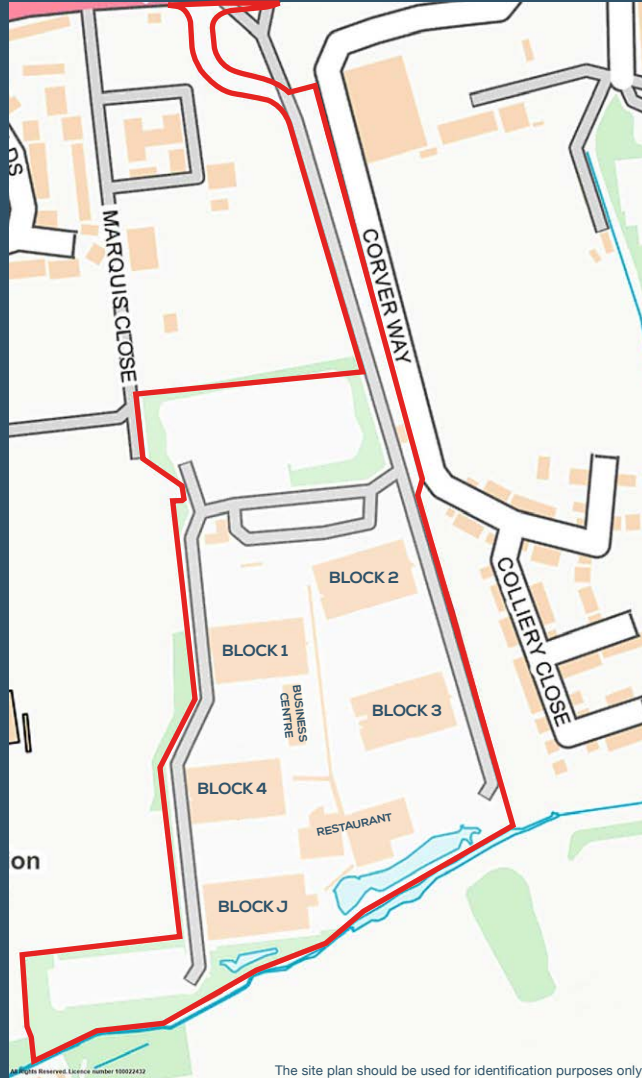 DS
MARQUIS CLOSE
CORVER WAY
BLOCK 2
COLLIERY CLOSE
BLOCK 1
BUSINESS
CENTRE
BLOCK 3
BLOCK 4
RESTAURANT
on
BLOCK J
All Rights Reserved. Licence number 100022432
The site plan should be used for identification purposes only